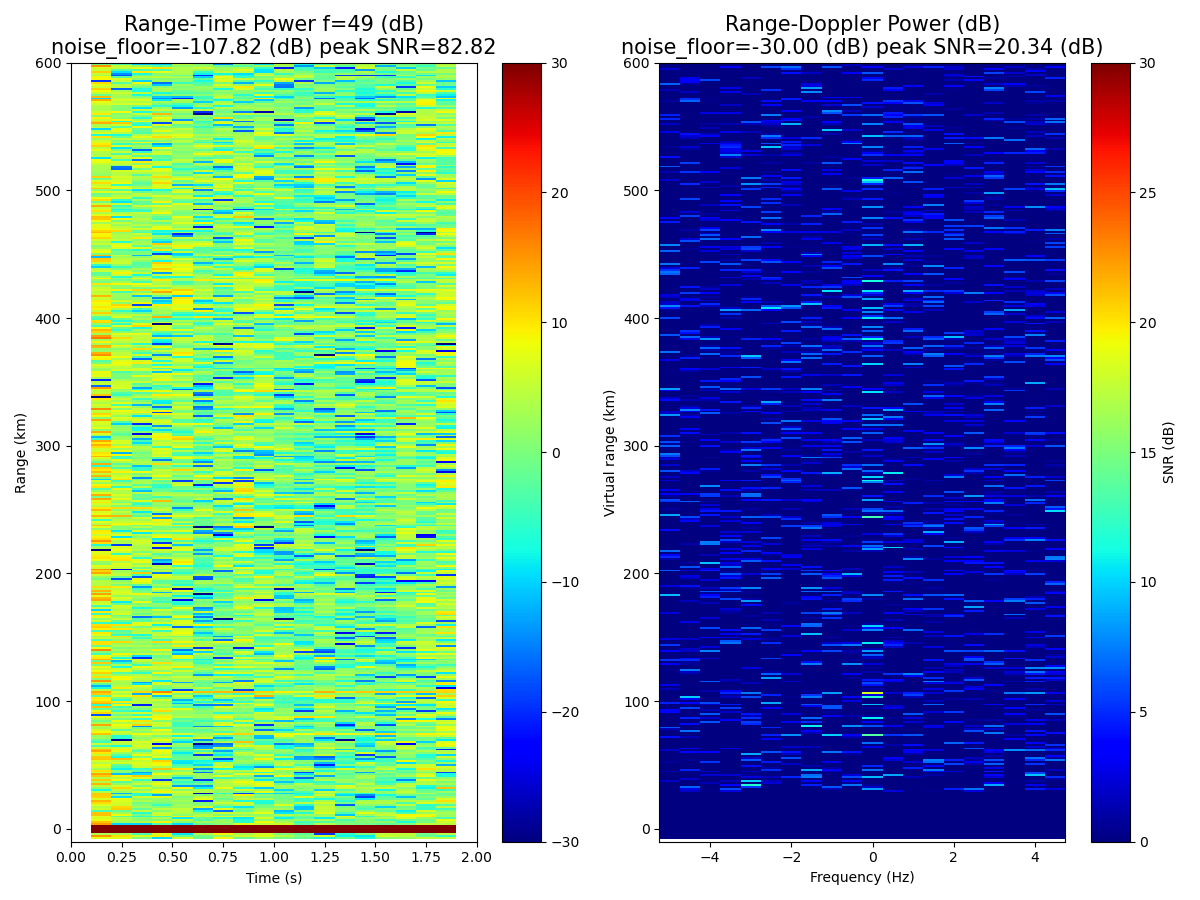 Range-Time Power f=49 (dB)
noise_floor=-107.82 (dB) peak SNR=82.82
Range-Doppler Power (dB)
noise_floor=-30.00 (dB) peak SNR=20.34 (dB)
600
500
400
300
200
100
0
Range (km)
0.00 0.25 0.50 0.75 1.00 1.25 1.50 1.75 2.00
Time (s)
30
20
10
0
−10
−20
−30
600
500
400
300
200
100
0
Virtual range (km)
−4 −2 0 2 4
Frequency (Hz)
30
25
20
15
10
5
0
SNR (dB)